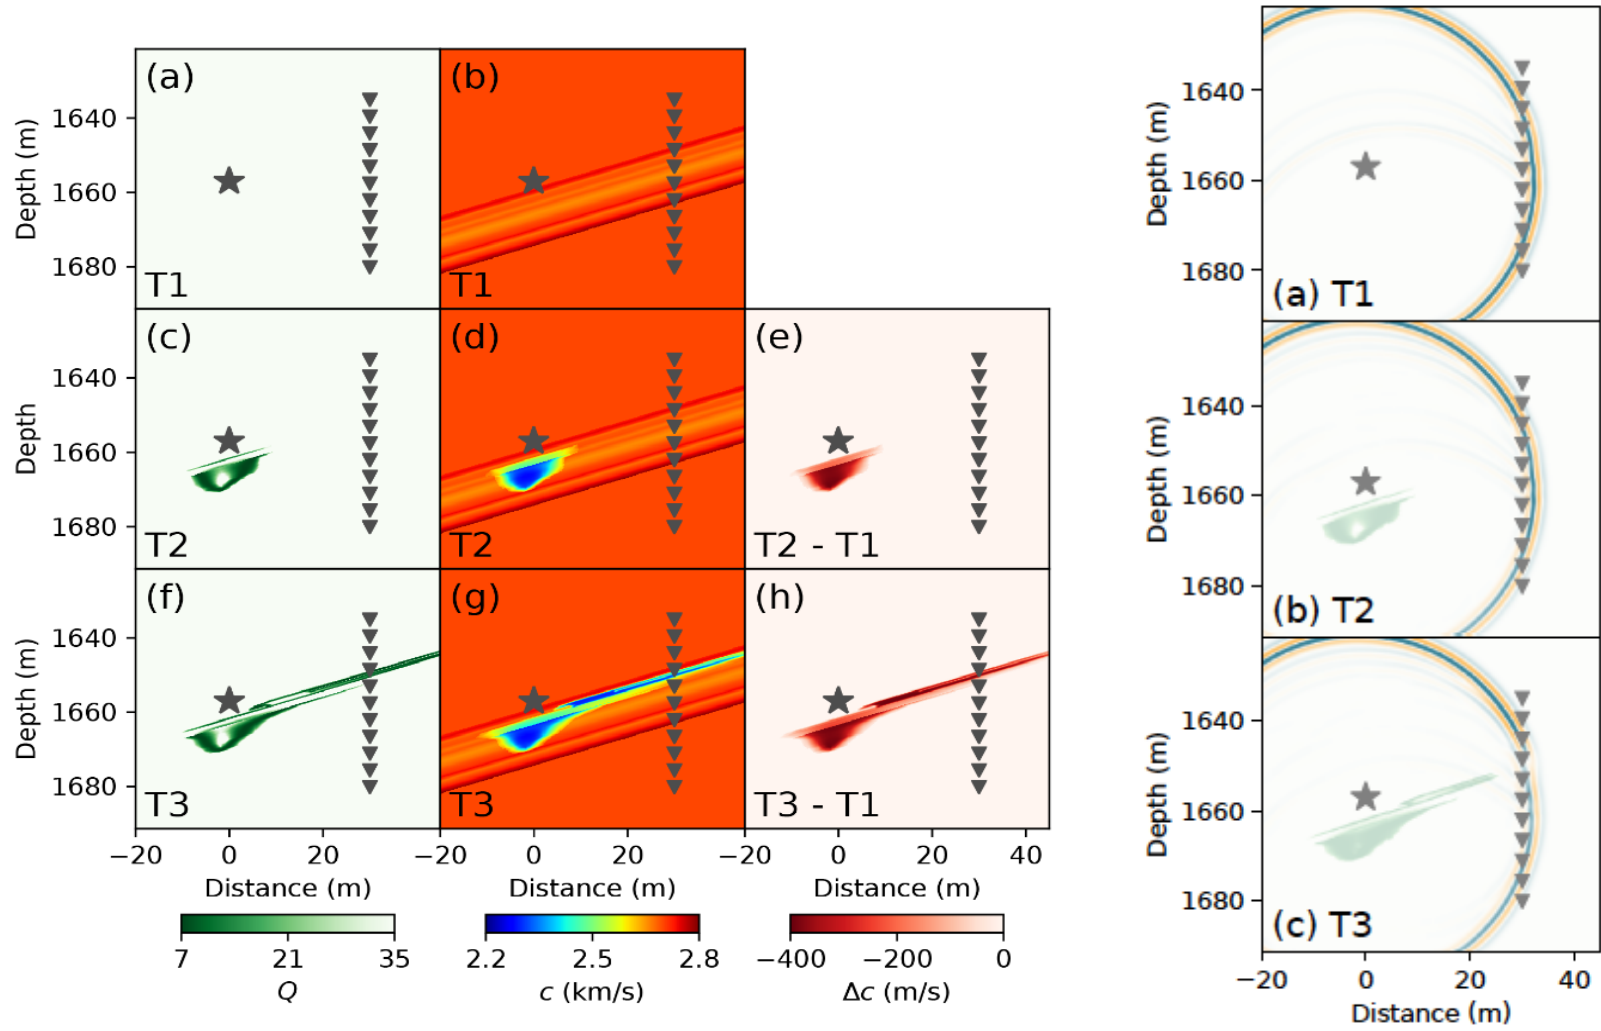 (a)
(b)
1640
1660
1680
Depth (m)
T1
T1
(c)
(d)
(e)
1640
1660
1680
Depth
T2
T2
T2 - T1
(f)
(g)
(h)
1640
1660
1680
Depth (m)
T3
T3
T3 - T1
−20 0 20 −20 0 20 −20 0 20 40
Distance (m) Distance (m) Distance (m)
7 21 35
Q
2.2 2.5 2.8
c (km/s)
−400 −200 0
Δc (m/s)
1640
1660
1680
Depth (m)
(a) T1
1640
1660
1680
Depth (m)
(b) T2
1640
1660
1680
Depth (m)
(c) T3
−20 0 20 40
Distance (m)